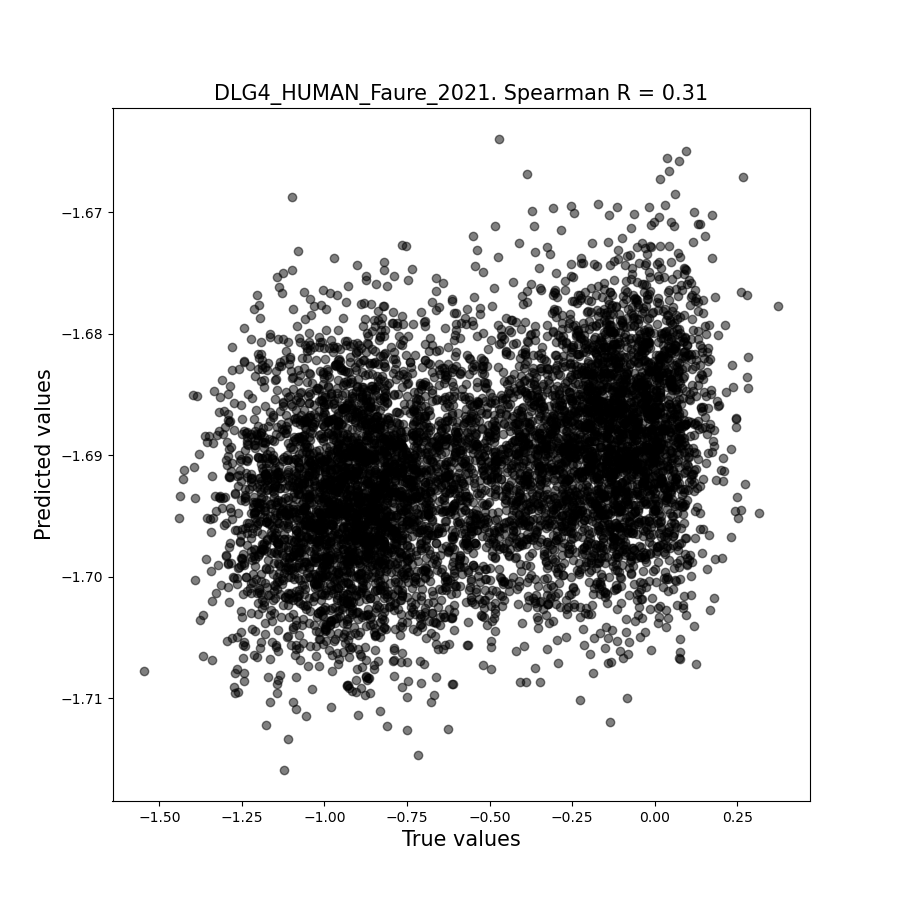 DLG4_HUMAN_Faure_2021. Spearman R = 0.31
−1.67
−1.68
−1.69
−1.70
−1.71
Predicted values
−1.50 −1.25 −1.00 −0.75 −0.50 −0.25 0.00 0.25
True values